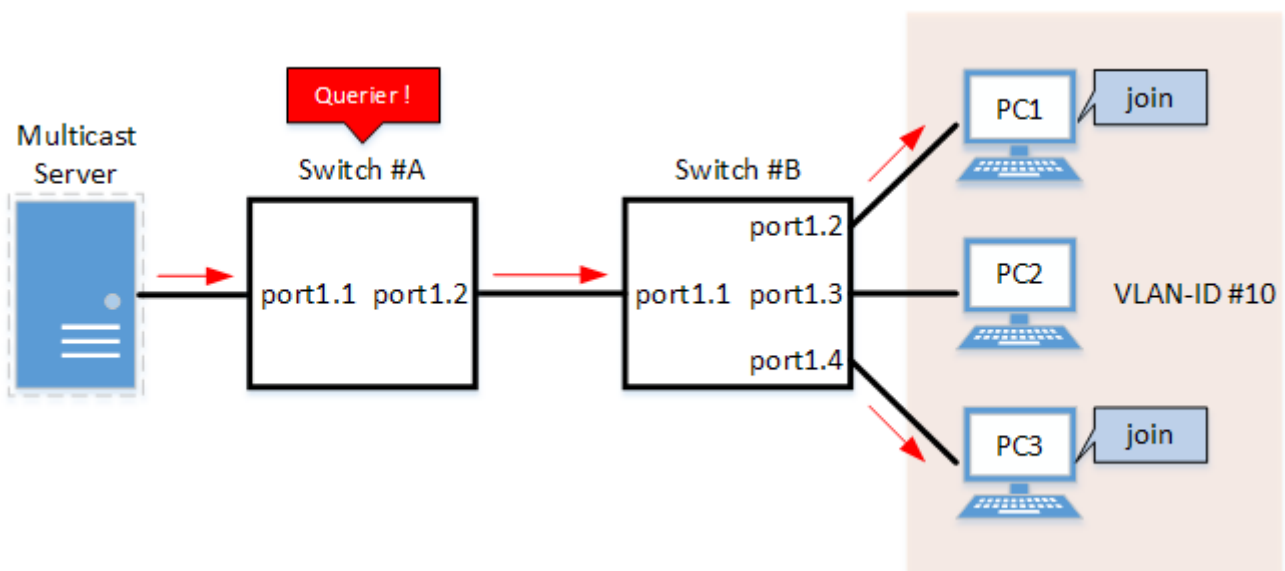 Querier !
Multicast
Server
Switch #A
Switch #B
PC1
join
port1.2
port1.1
port1.2
port1.1
port1.3
PC2
VLAN-ID #10
port1.4
PC3
join